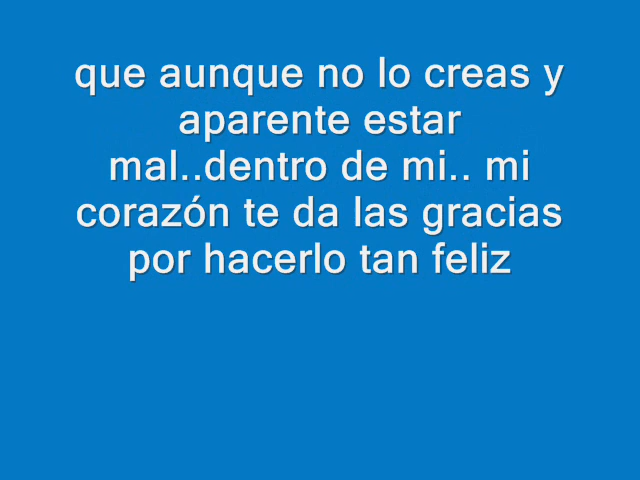 que aunque no lo creas y
aparente estar
mal..dentro de mi.. mi
corazón te da las gracias
por hacerlo tan feliz